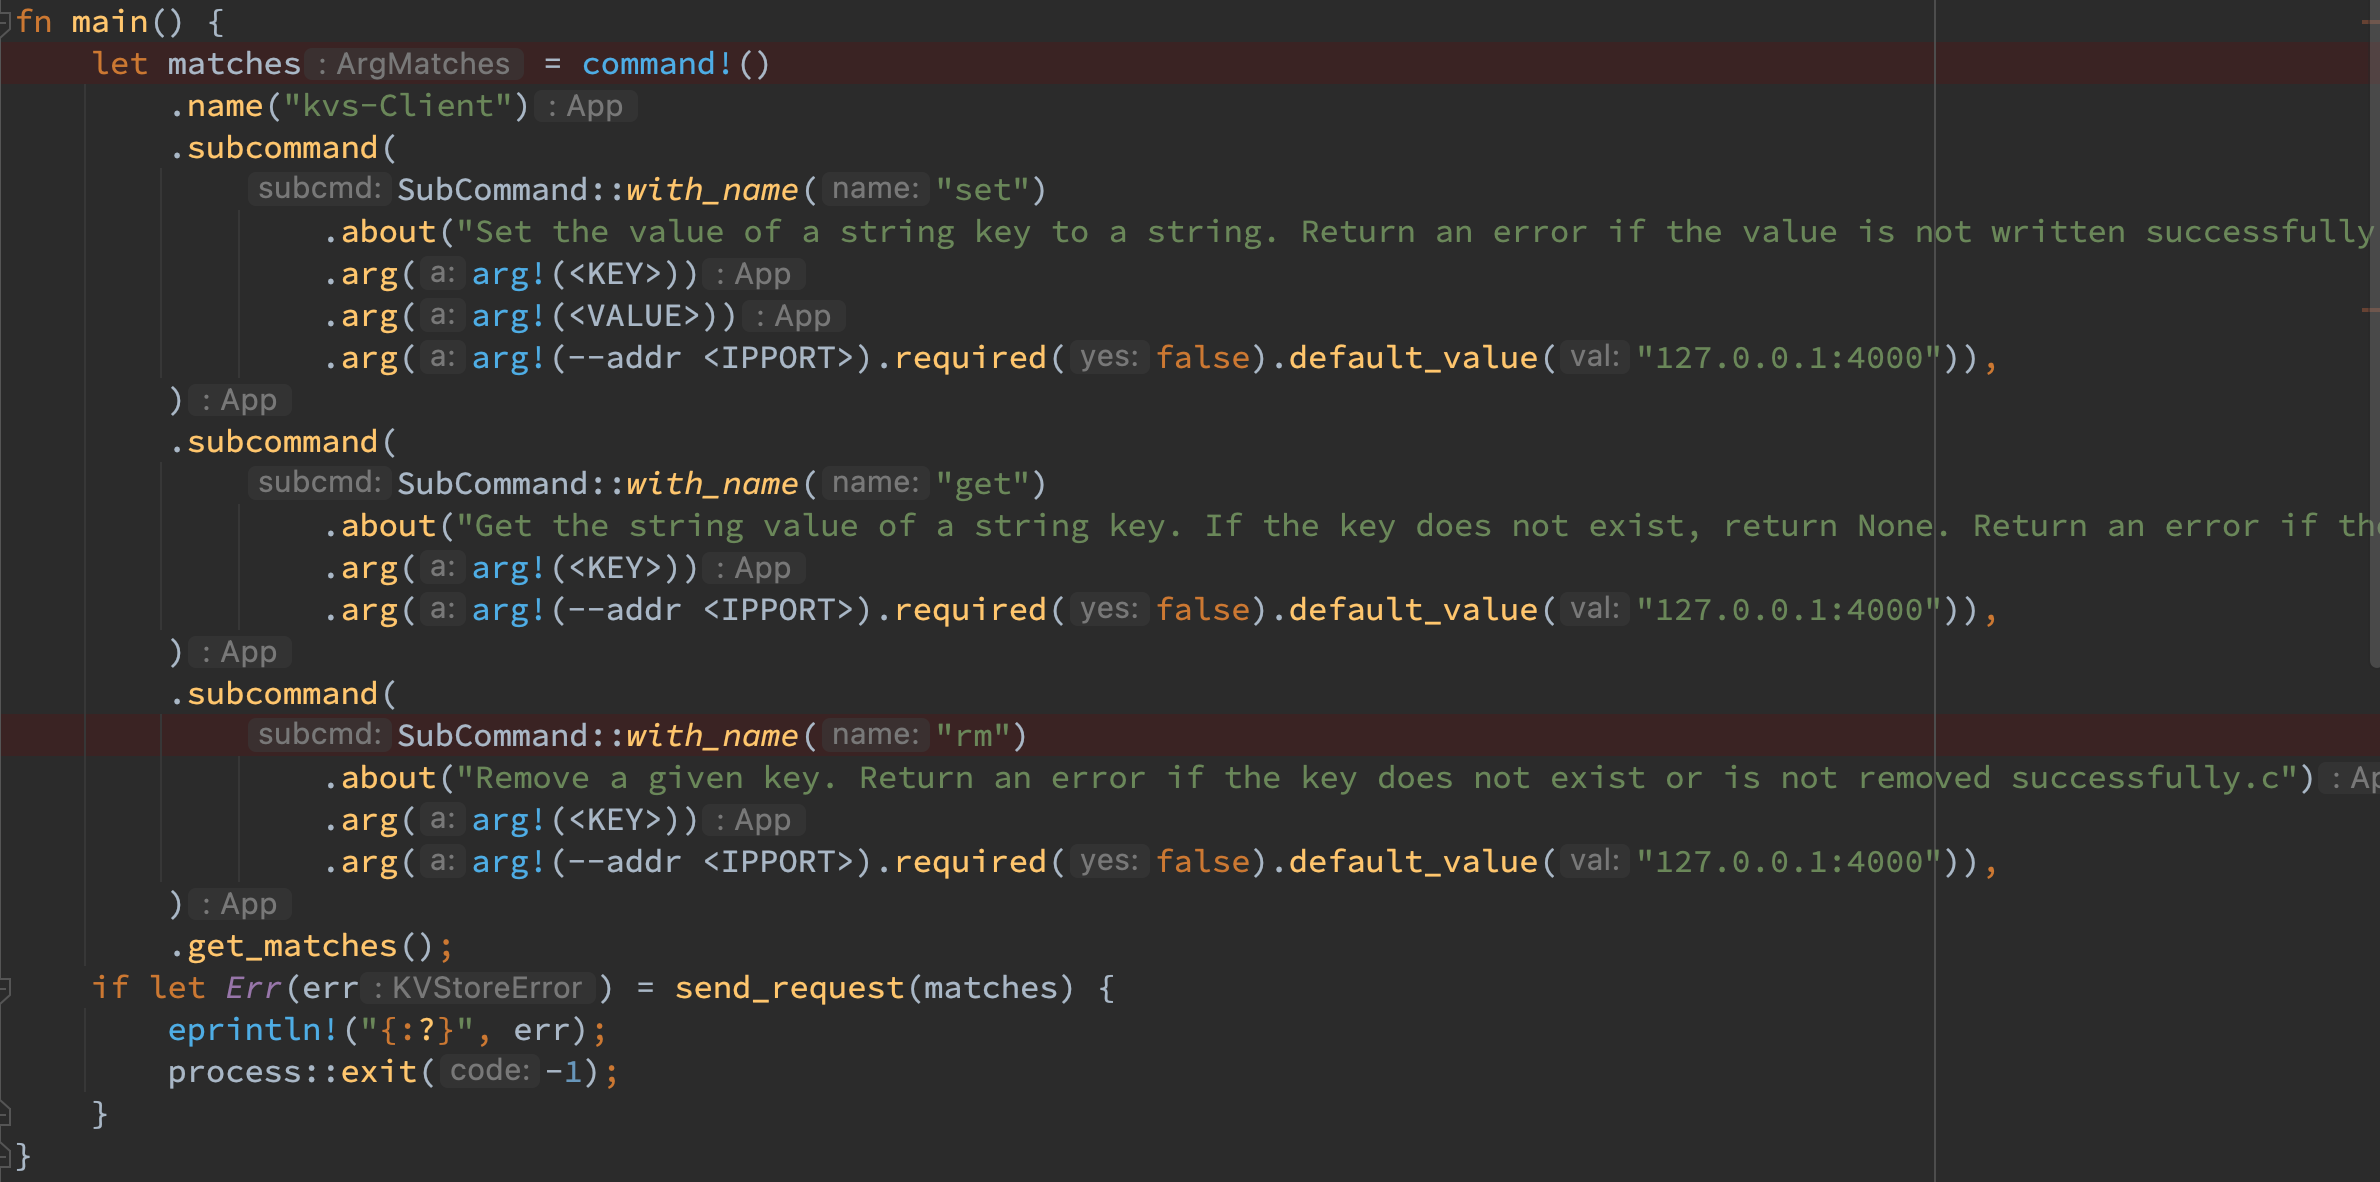 fn main() {
    let matches : ArgMatches = command!()
        .name("kvs-Client") : App
        .subcommand(
            subcmd: SubCommand::with_name( name: "set")
                .about("Set the value of a string key to a string. Return an error if the value is not written successfully
                .arg( a: arg!(<KEY>)) : App
                .arg( a: arg!(<VALUE>)) : App
                .arg( a: arg!(--addr <IPPORT>).required( yes: false).default_value( val: "127.0.0.1:4000")),
        ) : App
        .subcommand(
            subcmd: SubCommand::with_name( name: "get")
                .about("Get the string value of a string key. If the key does not exist, return None. Return an error if the
                .arg( a: arg!(<KEY>)) : App
                .arg( a: arg!(--addr <IPPORT>).required( yes: false).default_value( val: "127.0.0.1:4000")),
        ) : App
        .subcommand(
            subcmd: SubCommand::with_name( name: "rm")
                .about("Remove a given key. Return an error if the key does not exist or is not removed successfully.c") : Ap
                .arg( a: arg!(<KEY>)) : App
                .arg( a: arg!(--addr <IPPORT>).required( yes: false).default_value( val: "127.0.0.1:4000")),
        ) : App
        .get_matches();
    if let Err(err : KVStoreError ) = send_request(matches) {
        eprintln!("{:?}", err);
        process::exit( code: -1);
    }
}